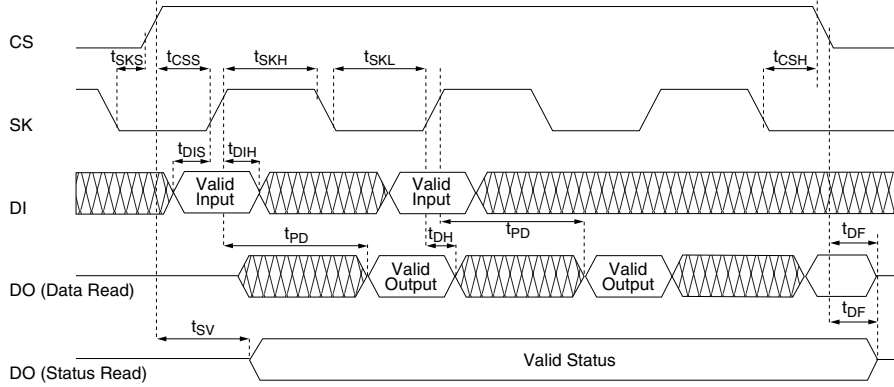 CS
tSKS
tCSS
tSKH
tSKL
tCSH
SK
tDIS
tDIH
Valid Input
Valid Input
DI
tPD
tDH
tPD
tDF
Valid Output
Valid Output
DO (Data Read)
tDF
tSV
Valid Status
DO (Status Read)